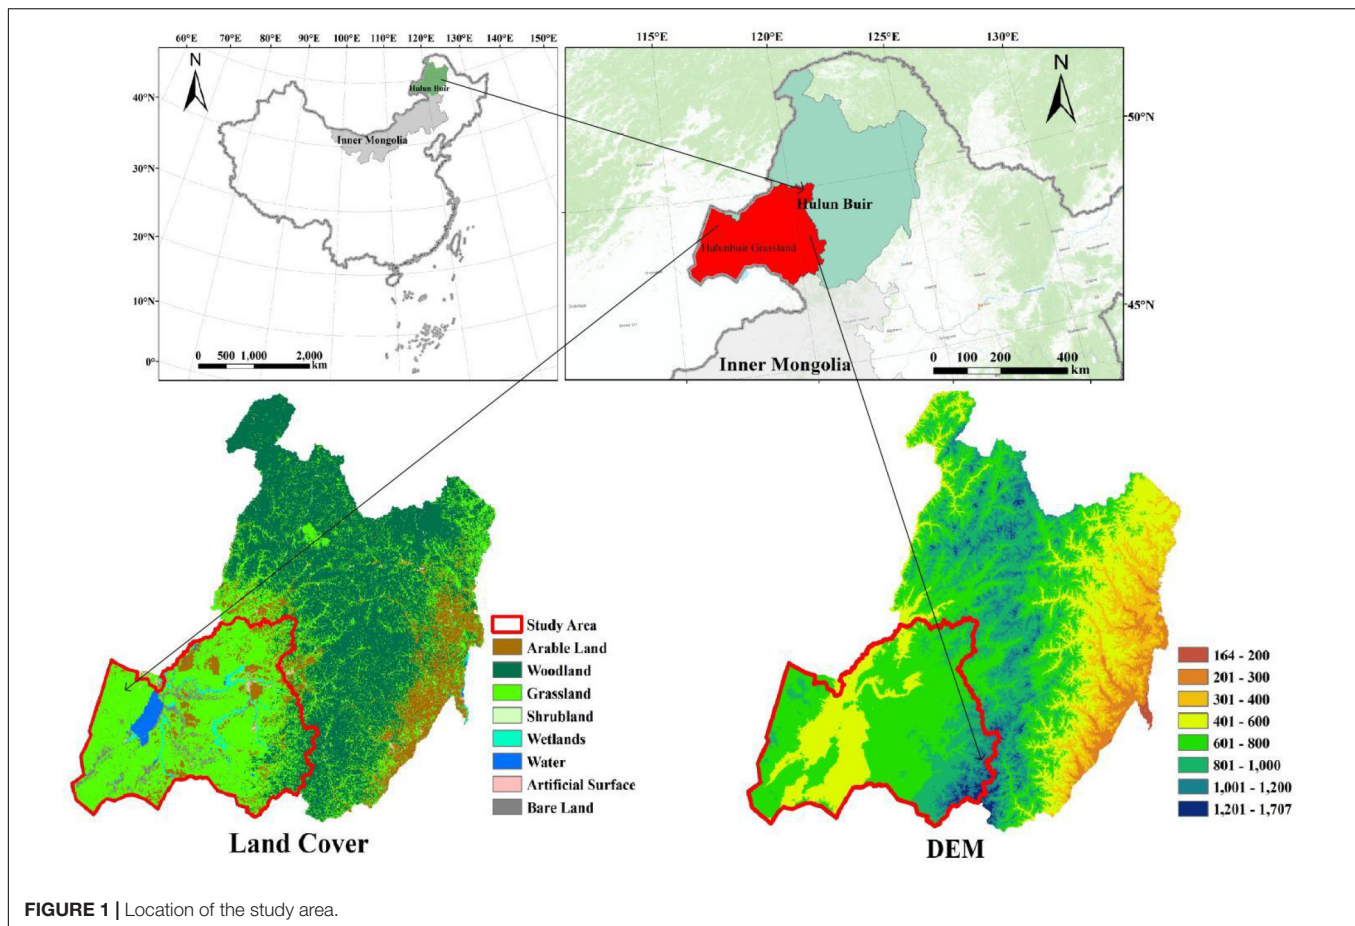 60°E 70°E 80°E 90°E 100°E 110°E 120°E 130°E 140°E 150°E
N
40°N
30°N
20°N
10°N
0°
Hulun Buir
Inner Mongolia
0 500 1,000 2,000
km
115°E 120°E 125°E 130°E
N
50°N
45°N
Hulun Buir
Hulunbuir Grassland
Inner Mongolia
0 100 200 400
km
Study Area
Arable Land
Woodland
Grassland
Shrubland
Wetlands
Water
Artificial Surface
Bare Land
Land Cover
164 - 200
201 - 300
301 - 400
401 - 600
601 - 800
801 - 1,000
1,001 - 1,200
1,201 - 1,707
DEM
FIGURE 1 | Location of the study area.